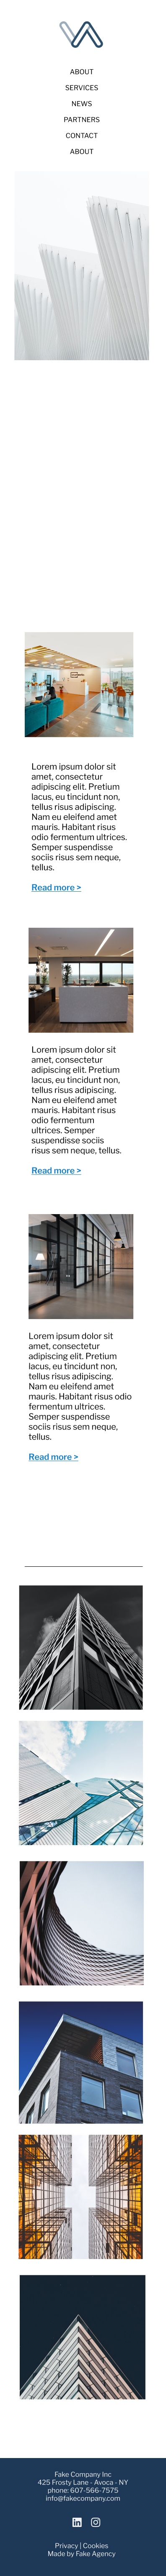 ABOUT
SERVICES
NEWS
PARTNERS
CONTACT
ABOUT
Lorem ipsum dolor sit
amet, consectetur
adipiscing elit. Pretium
lacus, eu tincidunt non,
tellus risus adipiscing.
Nam eu eleifend amet
mauris. Habitant risus
odio fermentum ultrices.
Semper suspendisse
sociis risus sem neque,
tellus.
Read more >
Lorem ipsum dolor sit
amet, consectetur
adipiscing elit. Pretium
lacus, eu tincidunt non,
tellus risus adipiscing.
Nam eu eleifend amet
mauris. Habitant risus
odio fermentum
ultrices. Semper
suspendisse sociis
risus sem neque, tellus.
Read more >
Lorem ipsum dolor sit
amet, consectetur
adipiscing elit. Pretium
lacus, eu tincidunt non,
tellus risus adipiscing.
Nam eu eleifend amet
mauris. Habitant risus odio
fermentum ultrices.
Semper suspendisse
sociis risus sem neque,
tellus.
Read more >
Fake Company Inc
425 Frosty Lane - Avoca - NY
phone: 607-566-7575
info@fakecompany.com
Privacy | Cookies
Made by Fake Agency